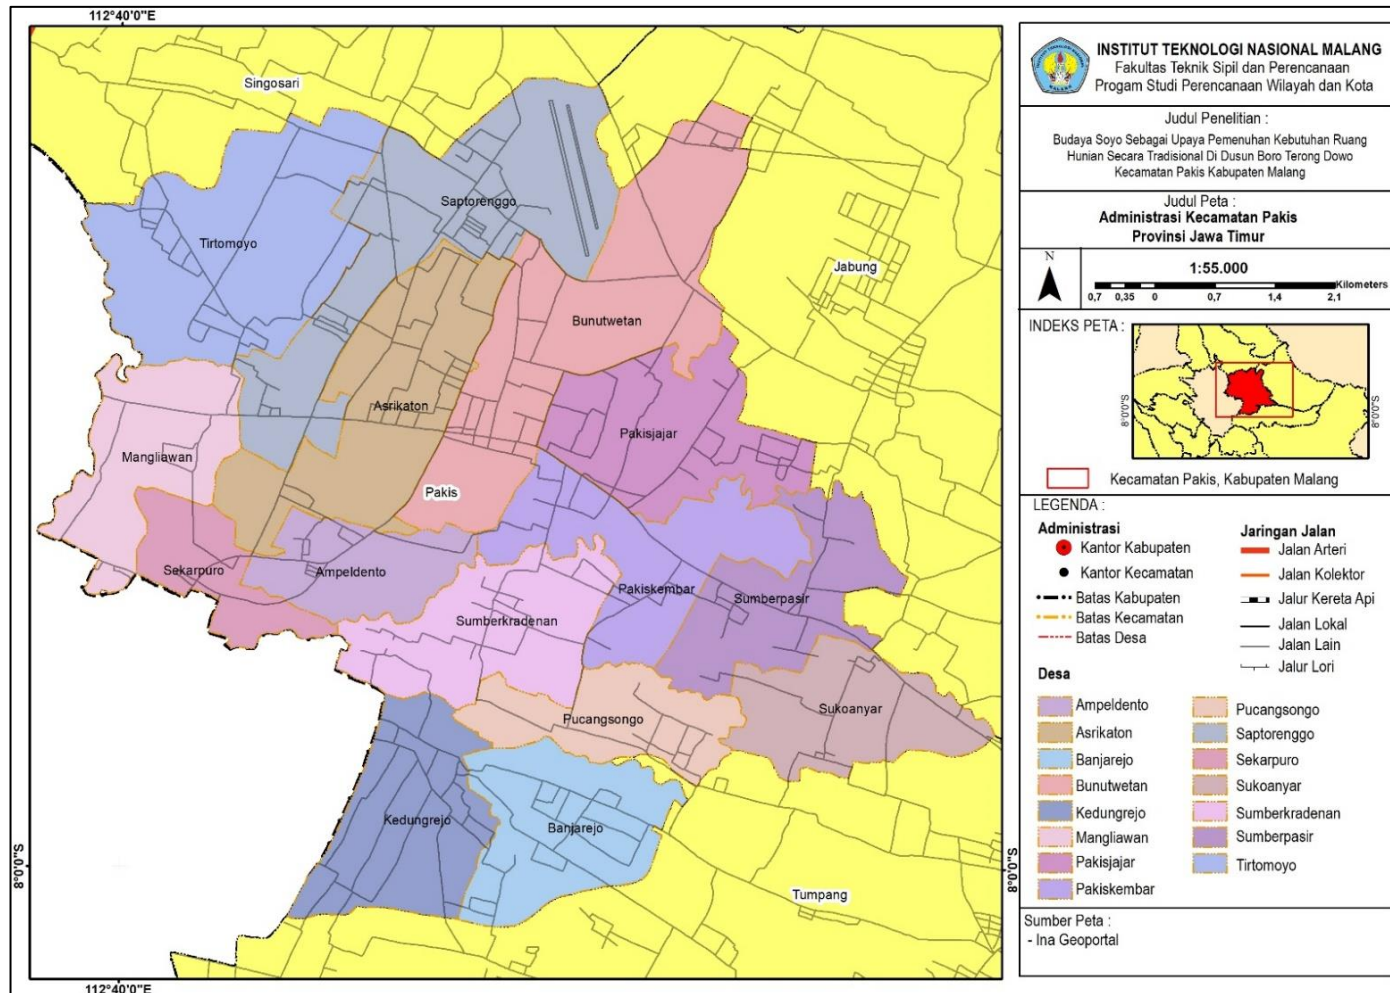 112°40'0"E
Singosari
Saptorenggo
Tirtomoyo
Jabung
Bunutwetan
Asrikaton
Pakisjajar
Mangliawan
Pakis
Sekarpuro
Ampeldento
Pakiskembar
Sumberpasir
Sumberkradenan
Sukoanyar
Pucangsongo
Kedungrejo
Banjarejo
Tumpang
8°0'0"S
8°0'0"S
112°40'0"E
INSTITUT TEKNOLOGI NASIONAL MALANG
Fakultas Teknik Sipil dan Perencanaan
Progam Studi Perencanaan Wilayah dan Kota
Judul Penelitian :
Budaya Soyo Sebagai Upaya Pemenuhan Kebutuhan Ruang
Hunian Secara Tradisional Di Dusun Boro Terong Dowo
Kecamatan Pakis Kabupaten Malang
Judul Peta :
Administrasi Kecamatan Pakis
Provinsi Jawa Timur
N
1:55.000
Kilometers
0,7 0,35 0 0,7 1,4 2,1
INDEKS PETA :
8°0'0"S
8°0'0"S
Kecamatan Pakis, Kabupaten Malang
LEGENDA :
Administrasi
Kantor Kabupaten
Kantor Kecamatan
Batas Kabupaten
Batas Kecamatan
Batas Desa
Jaringan Jalan
Jalan Arteri
Jalan Kolektor
Jalur Kereta Api
Jalan Lokal
Jalan Lain
Jalur Lori
Desa
Ampeldento
Asrikaton
Banjarejo
Bunutwetan
Kedungrejo
Mangliawan
Pakisjajar
Pakiskembar
Pucangsongo
Saptorenggo
Sekarpuro
Sukoanyar
Sumberkradenan
Sumberpasir
Tirtomoyo
Sumber Peta :
- Ina Geoportal